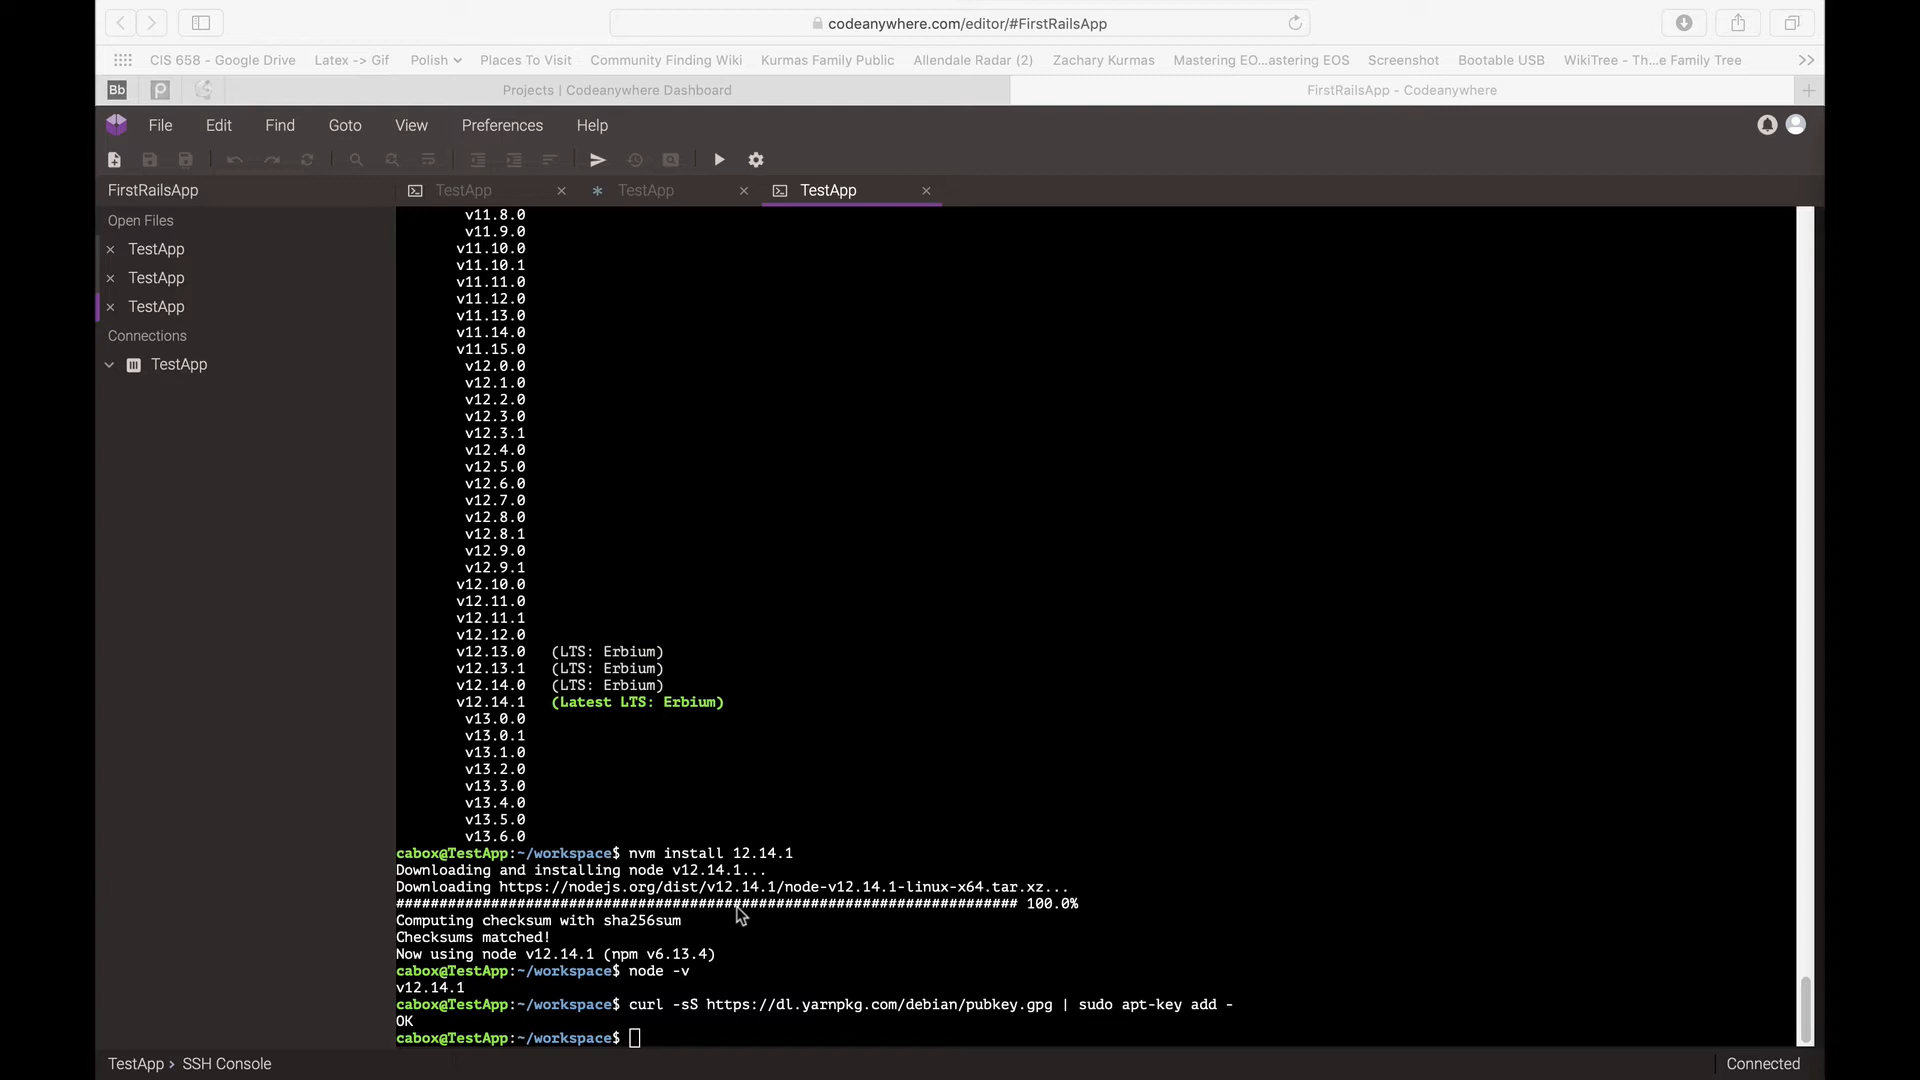 codeanywhere.com/editor/#FirstRailsApp
CIS 658 - Google Drive Latex -> Gif Polish Places To Visit Community Finding Wiki Kurmas Family Public Allendale Radar (2) Zachary Kurmas Mastering EO...astering EOS Screenshot Bootable USB WikiTree - Th...e Family Tree >>
Bb p Projects | Codeanywhere Dashboard FirstRailsApp - Codeanywhere +
File Edit Find Goto View Preferences Help
FirstRailsApp TestApp × * TestApp × TestApp ×
Open Files
× TestApp
× TestApp
× TestApp
Connections
TestApp
v11.8.0
v11.9.0
v11.10.0
v11.10.1
v11.11.0
v11.12.0
v11.13.0
v11.14.0
v11.15.0
v12.0.0
v12.1.0
v12.2.0
v12.3.0
v12.3.1
v12.4.0
v12.5.0
v12.6.0
v12.7.0
v12.8.0
v12.8.1
v12.9.0
v12.9.1
v12.10.0
v12.11.0
v12.11.1
v12.12.0
v12.13.0 (LTS: Erbium)
v12.13.1 (LTS: Erbium)
v12.14.0 (LTS: Erbium)
v12.14.1 (Latest LTS: Erbium)
v13.0.0
v13.0.1
v13.1.0
v13.2.0
v13.3.0
v13.4.0
v13.5.0
v13.6.0
cabox@TestApp:~/workspace$ nvm install 12.14.1
Downloading and installing node v12.14.1...
Downloading https://nodejs.org/dist/v12.14.1/node-v12.14.1-linux-x64.tar.xz...
######################################################################## 100.0%
Computing checksum with sha256sum
Checksums matched!
Now using node v12.14.1 (npm v6.13.4)
cabox@TestApp:~/workspace$ node -v
v12.14.1
cabox@TestApp:~/workspace$ curl -sS https://dl.yarnpkg.com/debian/pubkey.gpg | sudo apt-key add -
OK
cabox@TestApp:~/workspace$
TestApp › SSH Console Connected